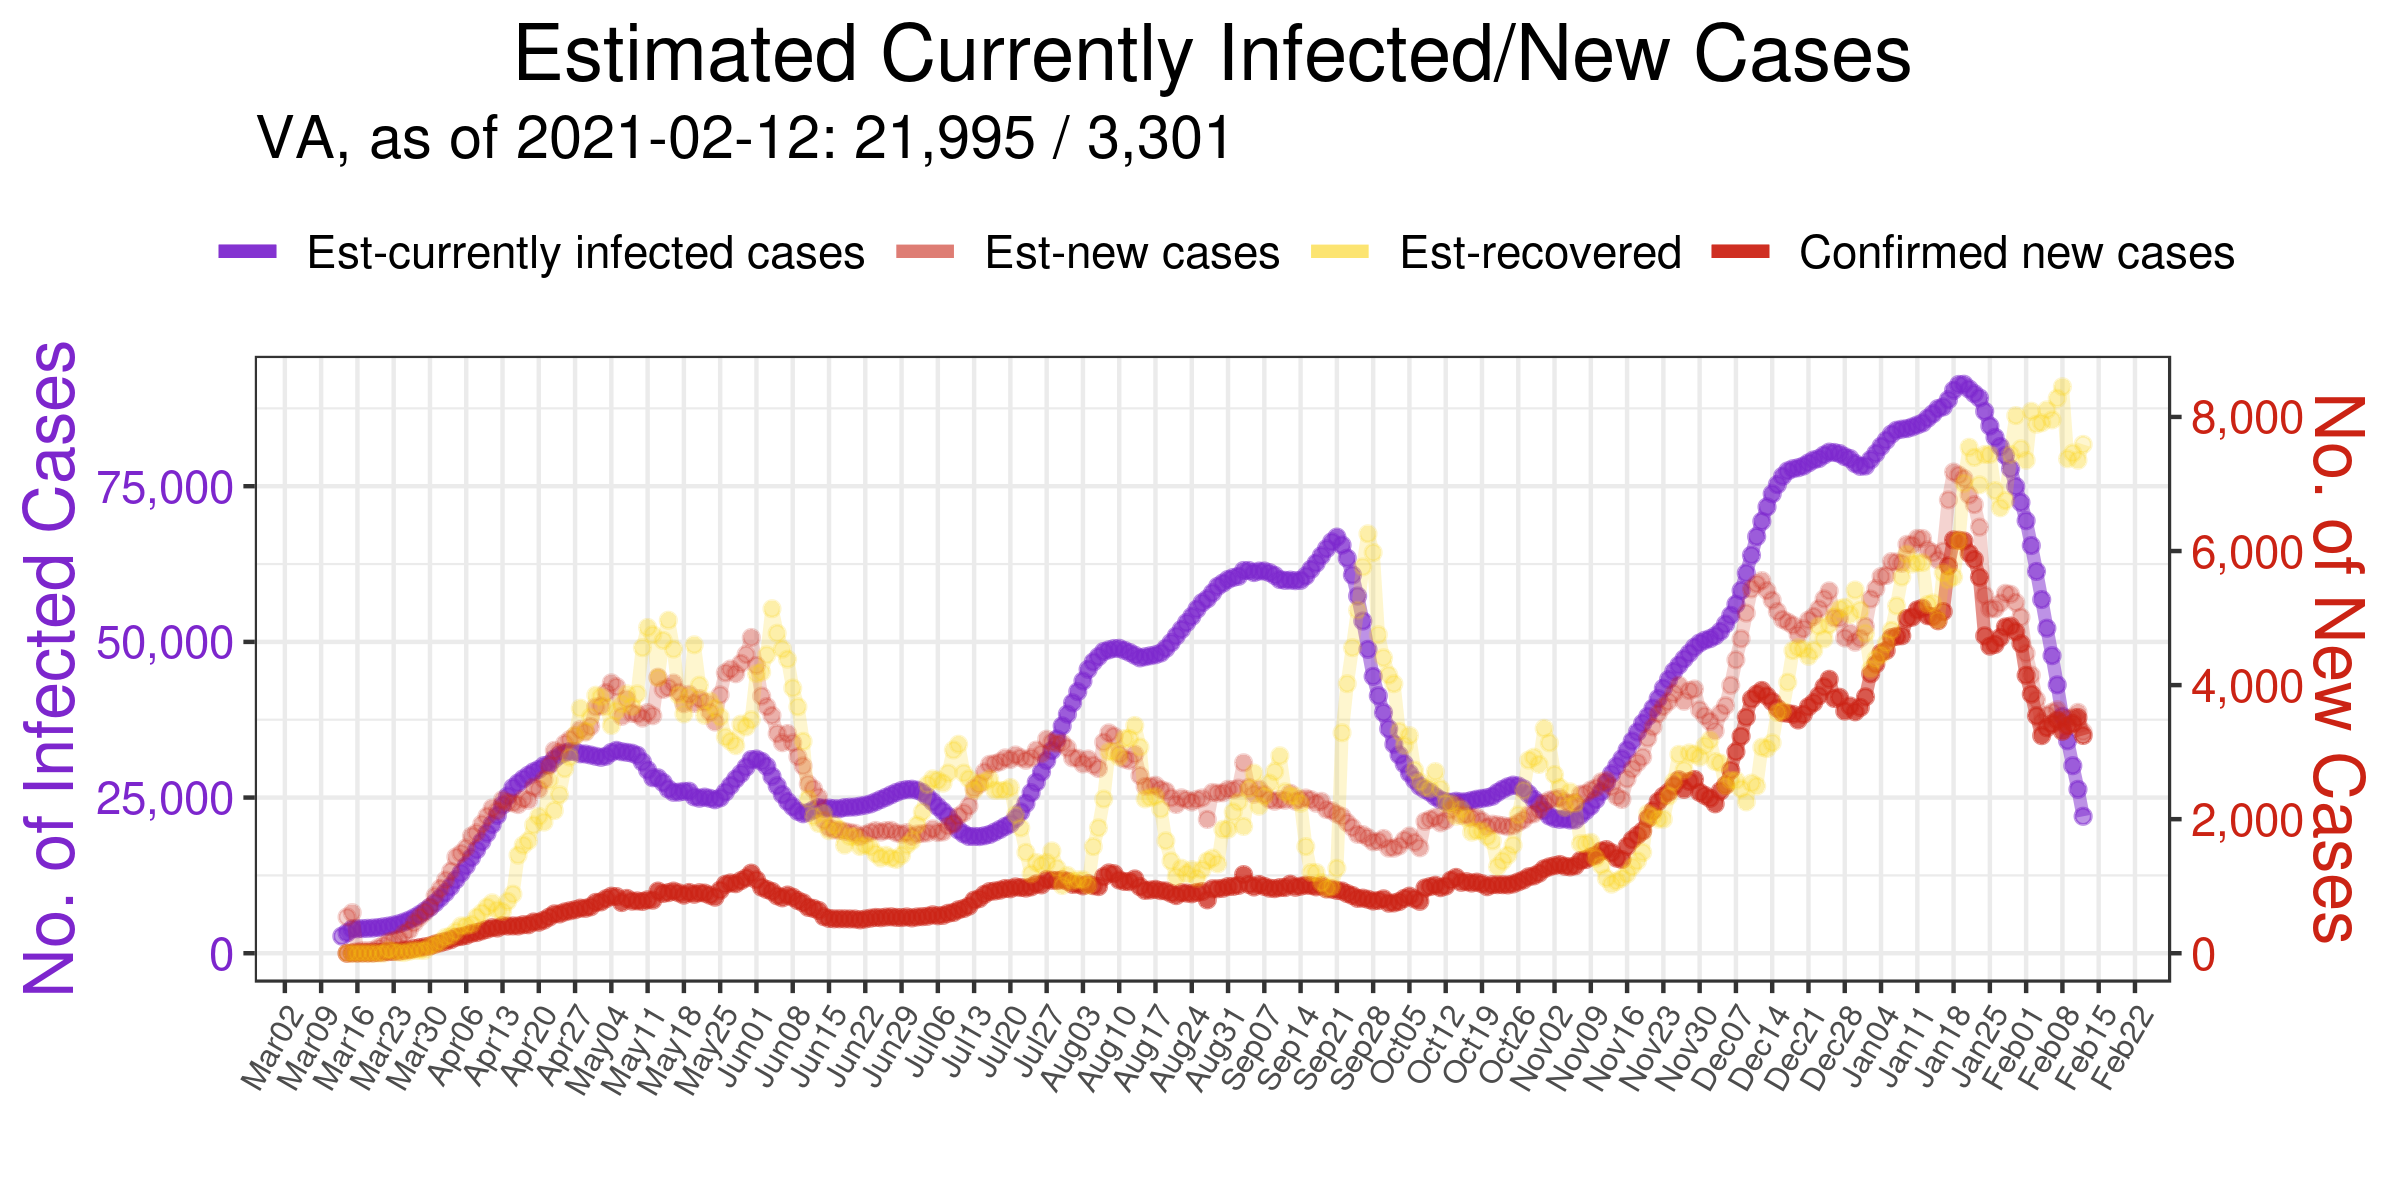 Estimated Currently Infected/New Cases
VA, as of 2021-02-12: 21,995 / 3,301
Est-currently infected cases Est-new cases Est-recovered Confirmed new cases
No. of Infected Cases
75,000
50,000
25,000
0
8,000
6,000
4,000
2,000
0
No. of New Cases
Mar02 Mar09 Mar16 Mar23 Mar30 Apr06 Apr13 Apr20 Apr27 May04 May11 May18 May25 Jun01 Jun08 Jun15 Jun22 Jun29 Jul06 Jul13 Jul20 Jul27 Aug03 Aug10 Aug17 Aug24 Aug31 Sep07 Sep14 Sep21 Sep28 Oct05 Oct12 Oct19 Oct26 Nov02 Nov09 Nov16 Nov23 Nov30 Dec07 Dec14 Dec21 Dec28 Jan04 Jan11 Jan18 Jan25 Feb01 Feb08 Feb15 Feb22